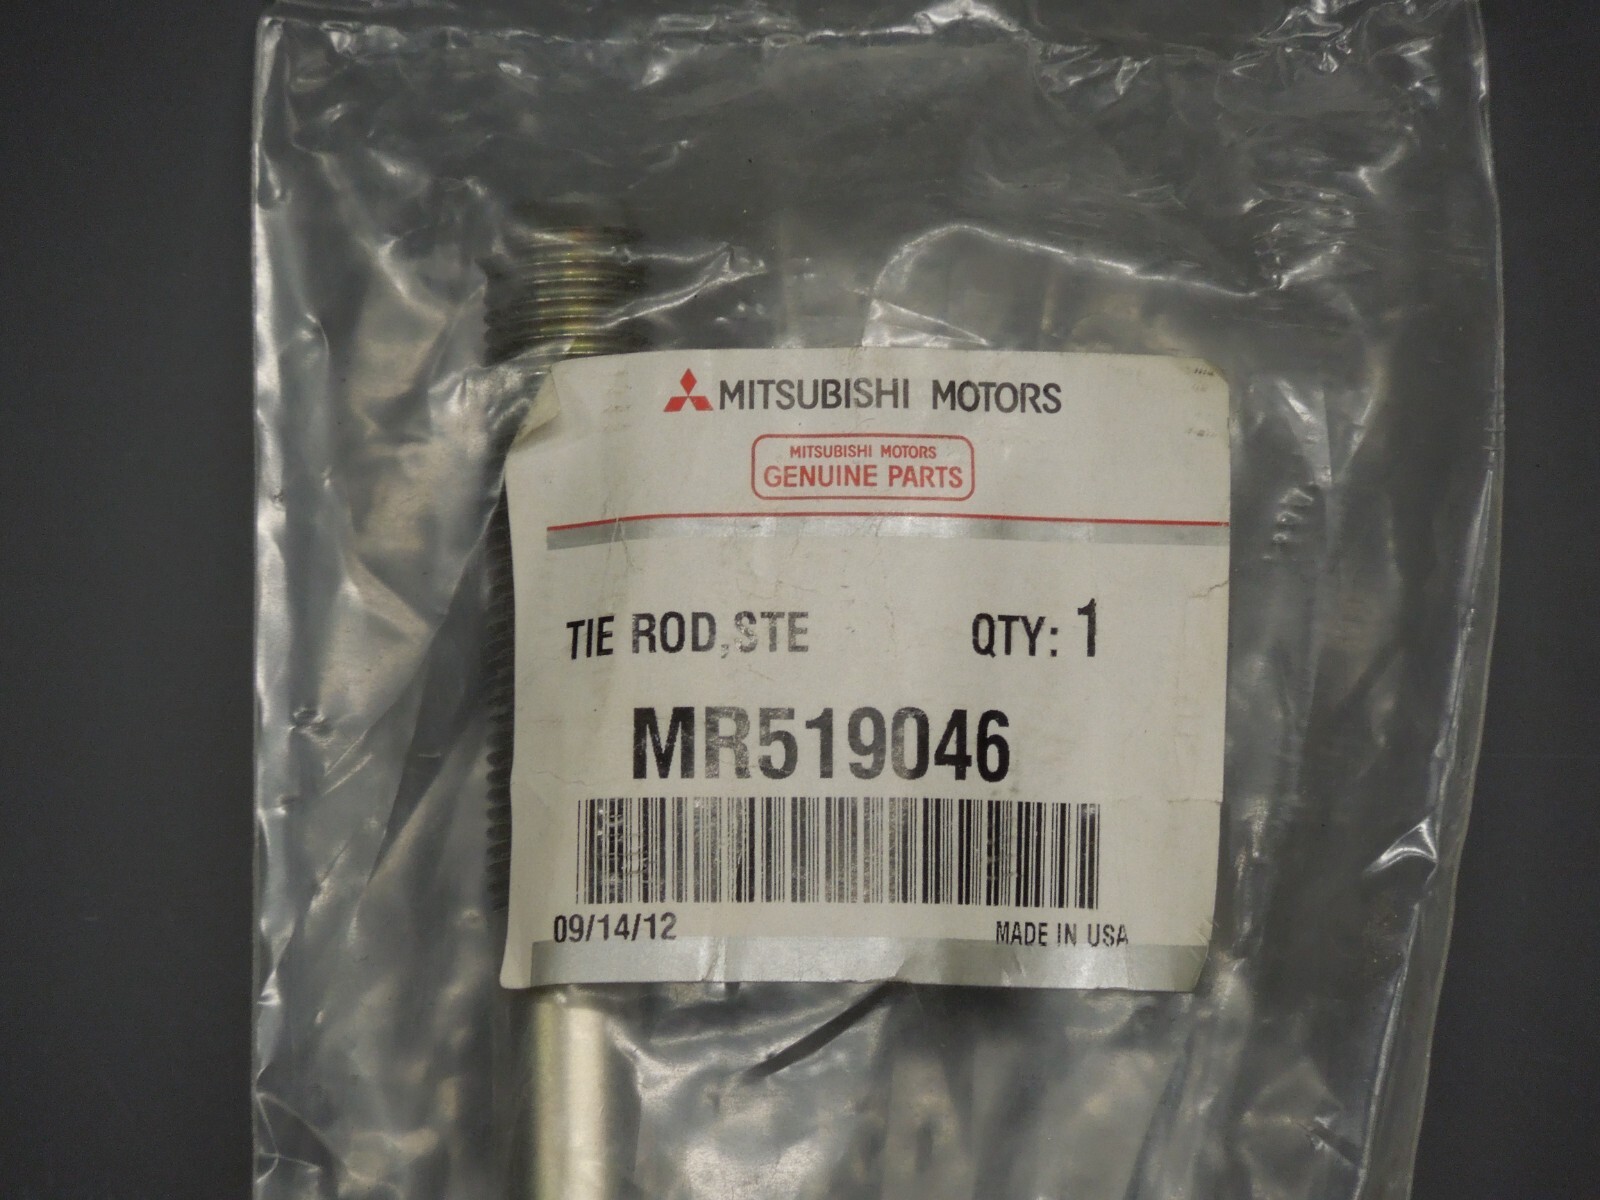 MITSUBISHI MOTORS
MITSUBISHI MOTORS
GENUINE PARTS
TIE ROD,STE QTY: 1
MR519046
09/14/12 MADE IN USA